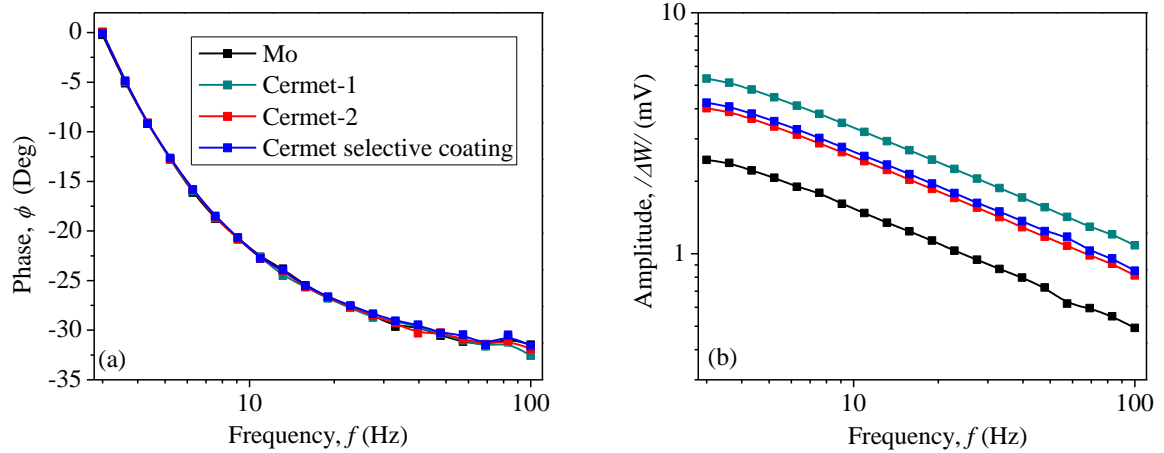 0
-5
-10
-15
-20
-25
-30
-35
Phase, ϕ (Deg)
Mo
Cermet-1
Cermet-2
Cermet selective coating
(a)
10
100
Frequency, f (Hz)
10
1
Amplitude, /ΔW/ (mV)
(b)
10
100
Frequency, f (Hz)